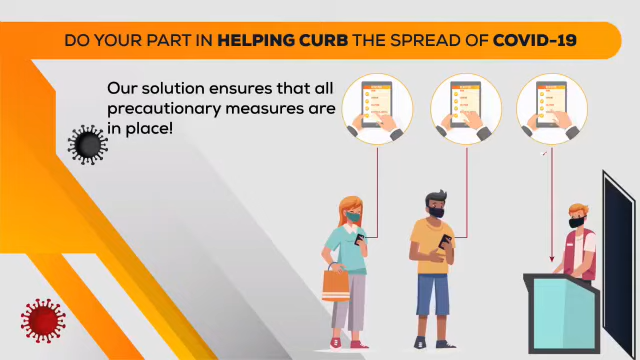 DO YOUR PART IN HELPING CURB THE SPREAD OF COVID-19
Our solution ensures that all
precautionary measures are
in place!